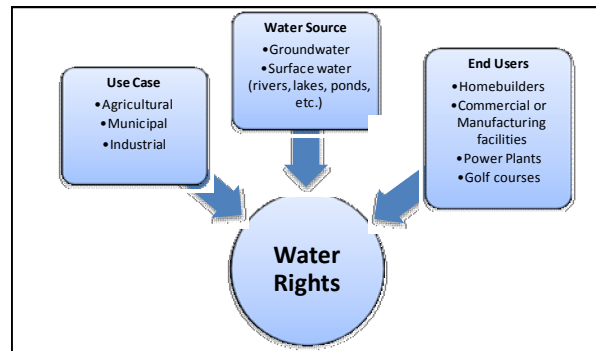 Use Case
•Agricultural
•Municipal
•Industrial
Water Source
•Groundwater
•Surface water
(rivers, lakes, ponds,
etc.)
End Users
•Homebuilders
•Commercial or
Manufacturing
facilities
•Power Plants
•Golf courses
Water
Rights